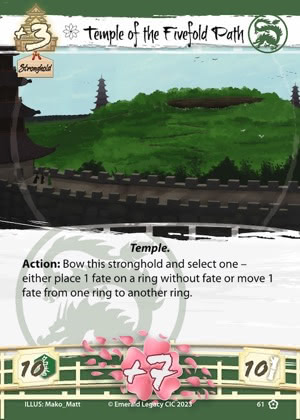 +3
Temple of the Fivefold Path
Stronghold
Temple.
Action: Bow this stronghold and select one –
either place 1 fate on a ring without fate or move 1
fate from one ring to another ring.
10
+7
10
ILLUS: Mako_Matt
© Emerald Legacy CIC 2023
61